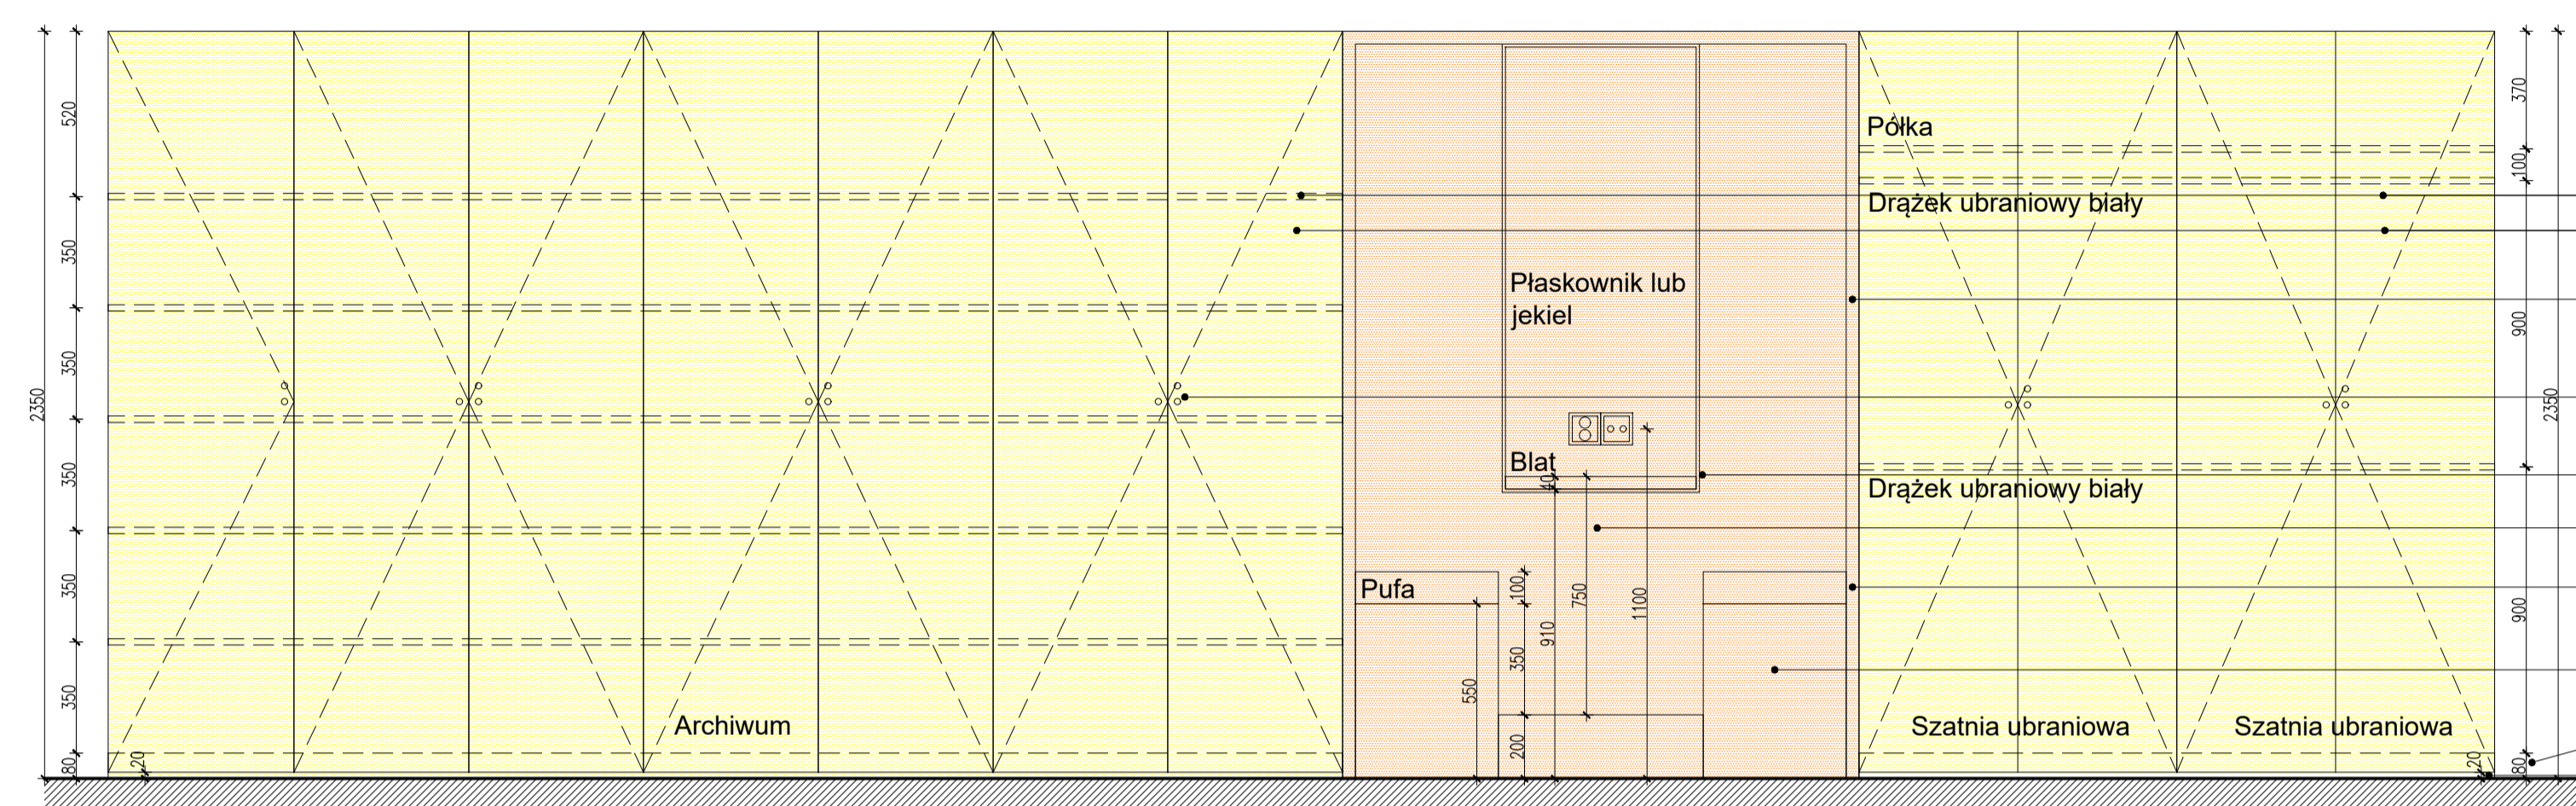 2350
520
350
350
350
350
350
80
20
Archiwum
Płaskownik lub
jekiel
Blat
40
Pufa
100
350
200
550
910
750
1100
Półka
Drążek ubraniowy biały
Drążek ubraniowy biały
Szatnia ubraniowa
Szatnia ubraniowa
370
100
900
900
80
20
2350